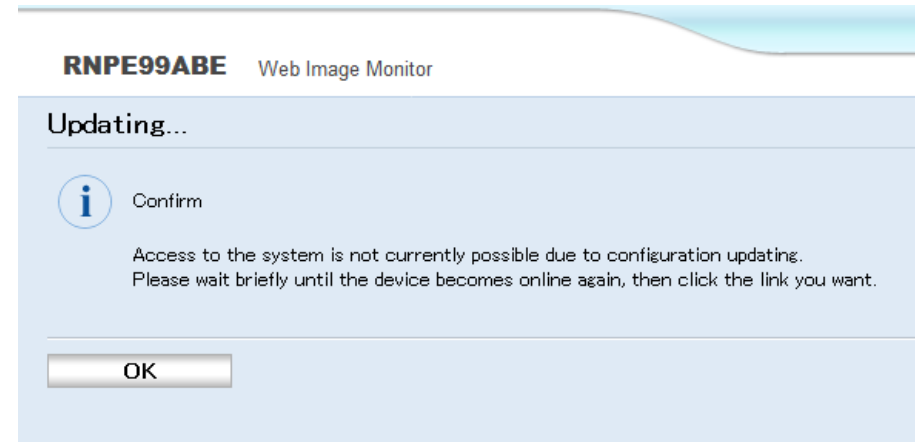 RNPE99ABE Web Image Monitor
Updating...
i
Confirm
Access to the system is not currently possible due to configuration updating.
Please wait briefly until the device becomes online again, then click the link you want.
OK